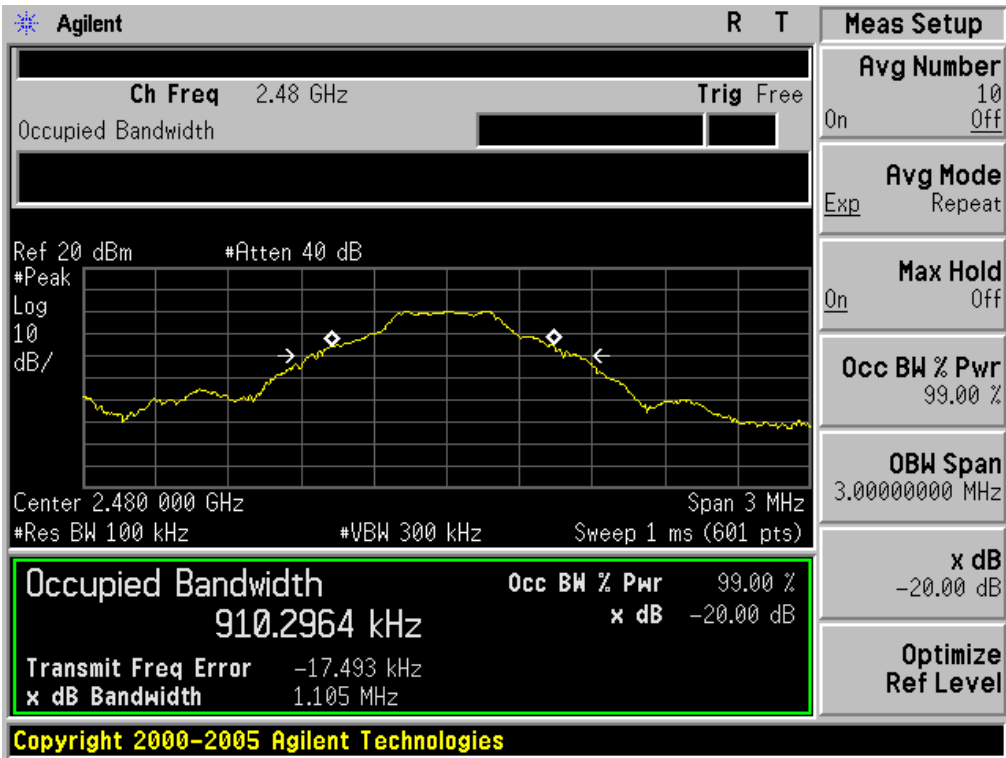 Agilent R T
Ch Freq 2.48 GHz Trig Free
Occupied Bandwidth
Ref 20 dBm #Atten 40 dB
#Peak
Log
10
dB/
Center 2.480 000 GHz Span 3 MHz
#Res BW 100 kHz #VBW 300 kHz Sweep 1 ms (601 pts)
Occupied Bandwidth Occ BW % Pwr 99.00 %
910.2964 kHz x dB -20.00 dB
Transmit Freq Error -17.493 kHz
x dB Bandwidth 1.105 MHz
Copyright 2000-2005 Agilent Technologies
Meas Setup
Avg Number
10
On Off
Avg Mode
Exp Repeat
Max Hold
On Off
Occ BW % Pwr
99.00 %
OBW Span
3.00000000 MHz
x dB
-20.00 dB
Optimize
Ref Level